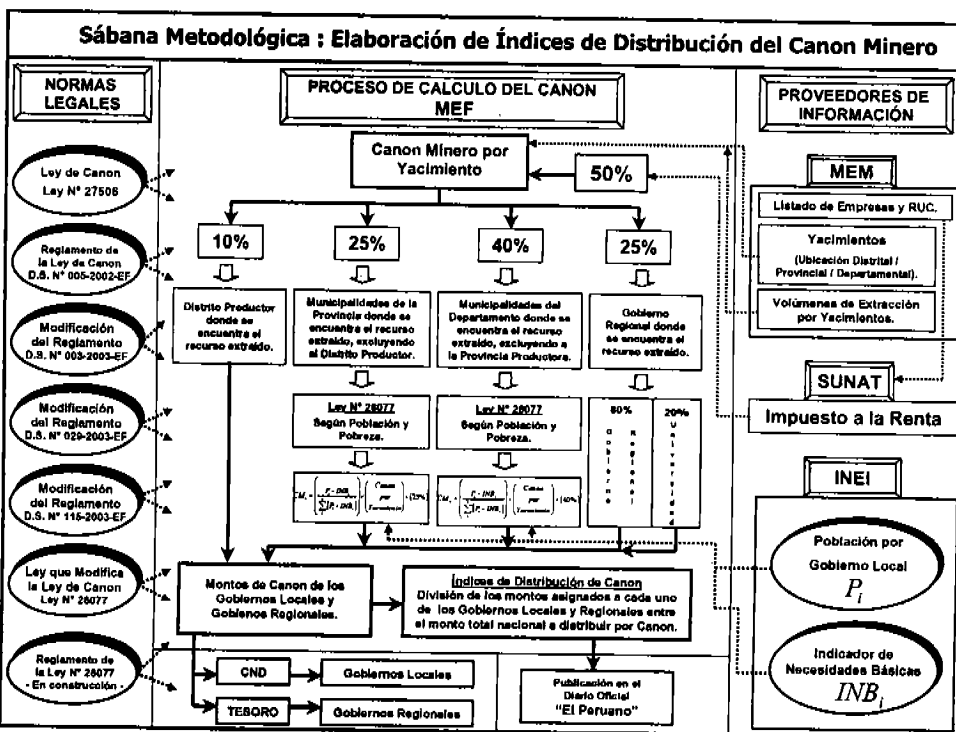 Sábana Metodológica : Elaboración de Índices de Distribución del Canon Minero
NORMAS
LEGALES
Ley de Canon
Ley N° 27506
Reglamento de
la Ley de Canon
D.S. N° 005-2002-EF
Modificación
del Reglamento
D.S. N° 003-2003-EF
Modificación
del Reglamento
D.S. N° 029-2003-EF
Modificación
del Reglamento
D.S. N° 115-2003-EF
Ley que Modifica
la Ley de Canon
Ley N° 28077
Reglamento de
la Ley N° 28077
- En construcción -
PROCESO DE CALCULO DEL CANON
MEF
Canon Minero por
Yacimiento
50%
10%
25%
40%
25%
Distrito Productor
donde se
encuentra el
recurso extraído.
Municipalidades de la
Provincia donde se
encuentra el recurso
extraído, excluyendo
al Distrito Productor.
Municipalidades del
Departamento donde se
encuentra el recurso
extraído, excluyendo a
la Provincia Productora.
Gobierno
Regional donde
se encuentra el
recurso extraído.
Ley N° 28077
Según Población y
Pobreza.
Ley N° 28077
Según Población y
Pobreza.
80%
Gobierno
Regional
20%
Universidad
Montos de Canon de los
Gobiernos Locales y
Gobienos Regionales.
Índices de Distribución de Canon
División de los montos asignados a cada uno
de los Gobiernos Locales y Regionales entre
el monto total nacional a distribuir por Canon.
CND
Gobiernos Locales
TESORO
Gobiernos Regionales
Publicación en el
Diario Oficial
"El Peruano"
PROVEEDORES DE
INFORMACIÓN
MEM
Listado de Empresas y RUC.
Yacimientos
(Ubicación Distrital /
Provincial / Departamental).
Volúmenes de Extracción
por Yacimientos.
SUNAT
Impuesto a la Renta
INEI
Población por
Gobierno Local
P_i
Indicador de
Necesidades Básicas
INB_i